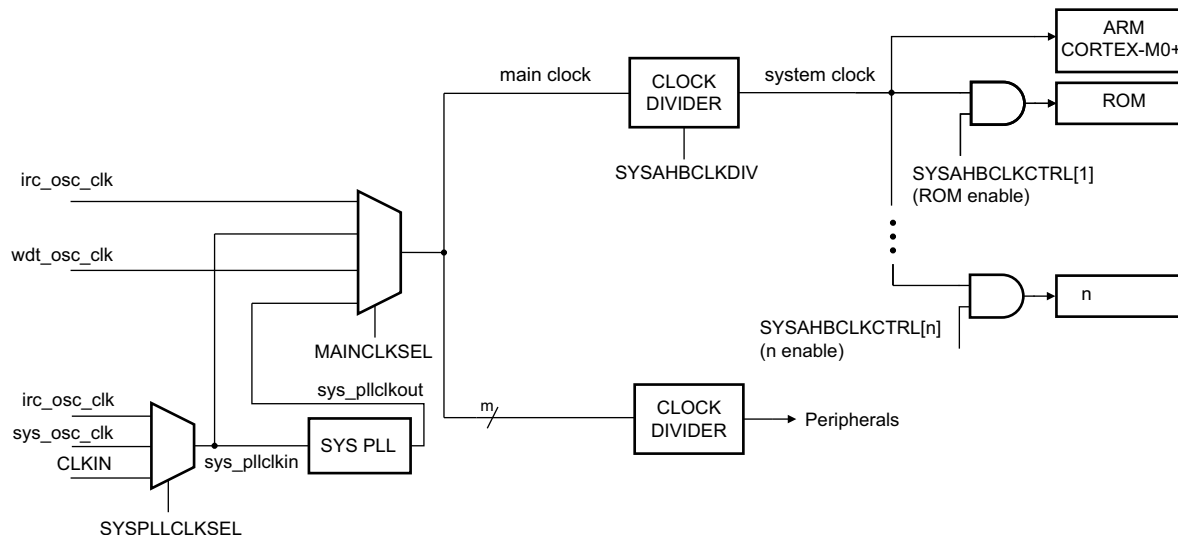 ARM
CORTEX-M0+
main clock
CLOCK
DIVIDER
system clock
ROM
SYSAHBCLKDIV
SYSAHBCLKCTRL[1]
(ROM enable)
irc_osc_clk
wdt_osc_clk
n
SYSAHBCLKCTRL[n]
(n enable)
MAINCLKSEL
sys_pllclkout
irc_osc_clk
m
CLOCK
DIVIDER
Peripherals
sys_osc_clk
SYS PLL
CLKIN
sys_pllclkin
SYSPLLCLKSEL